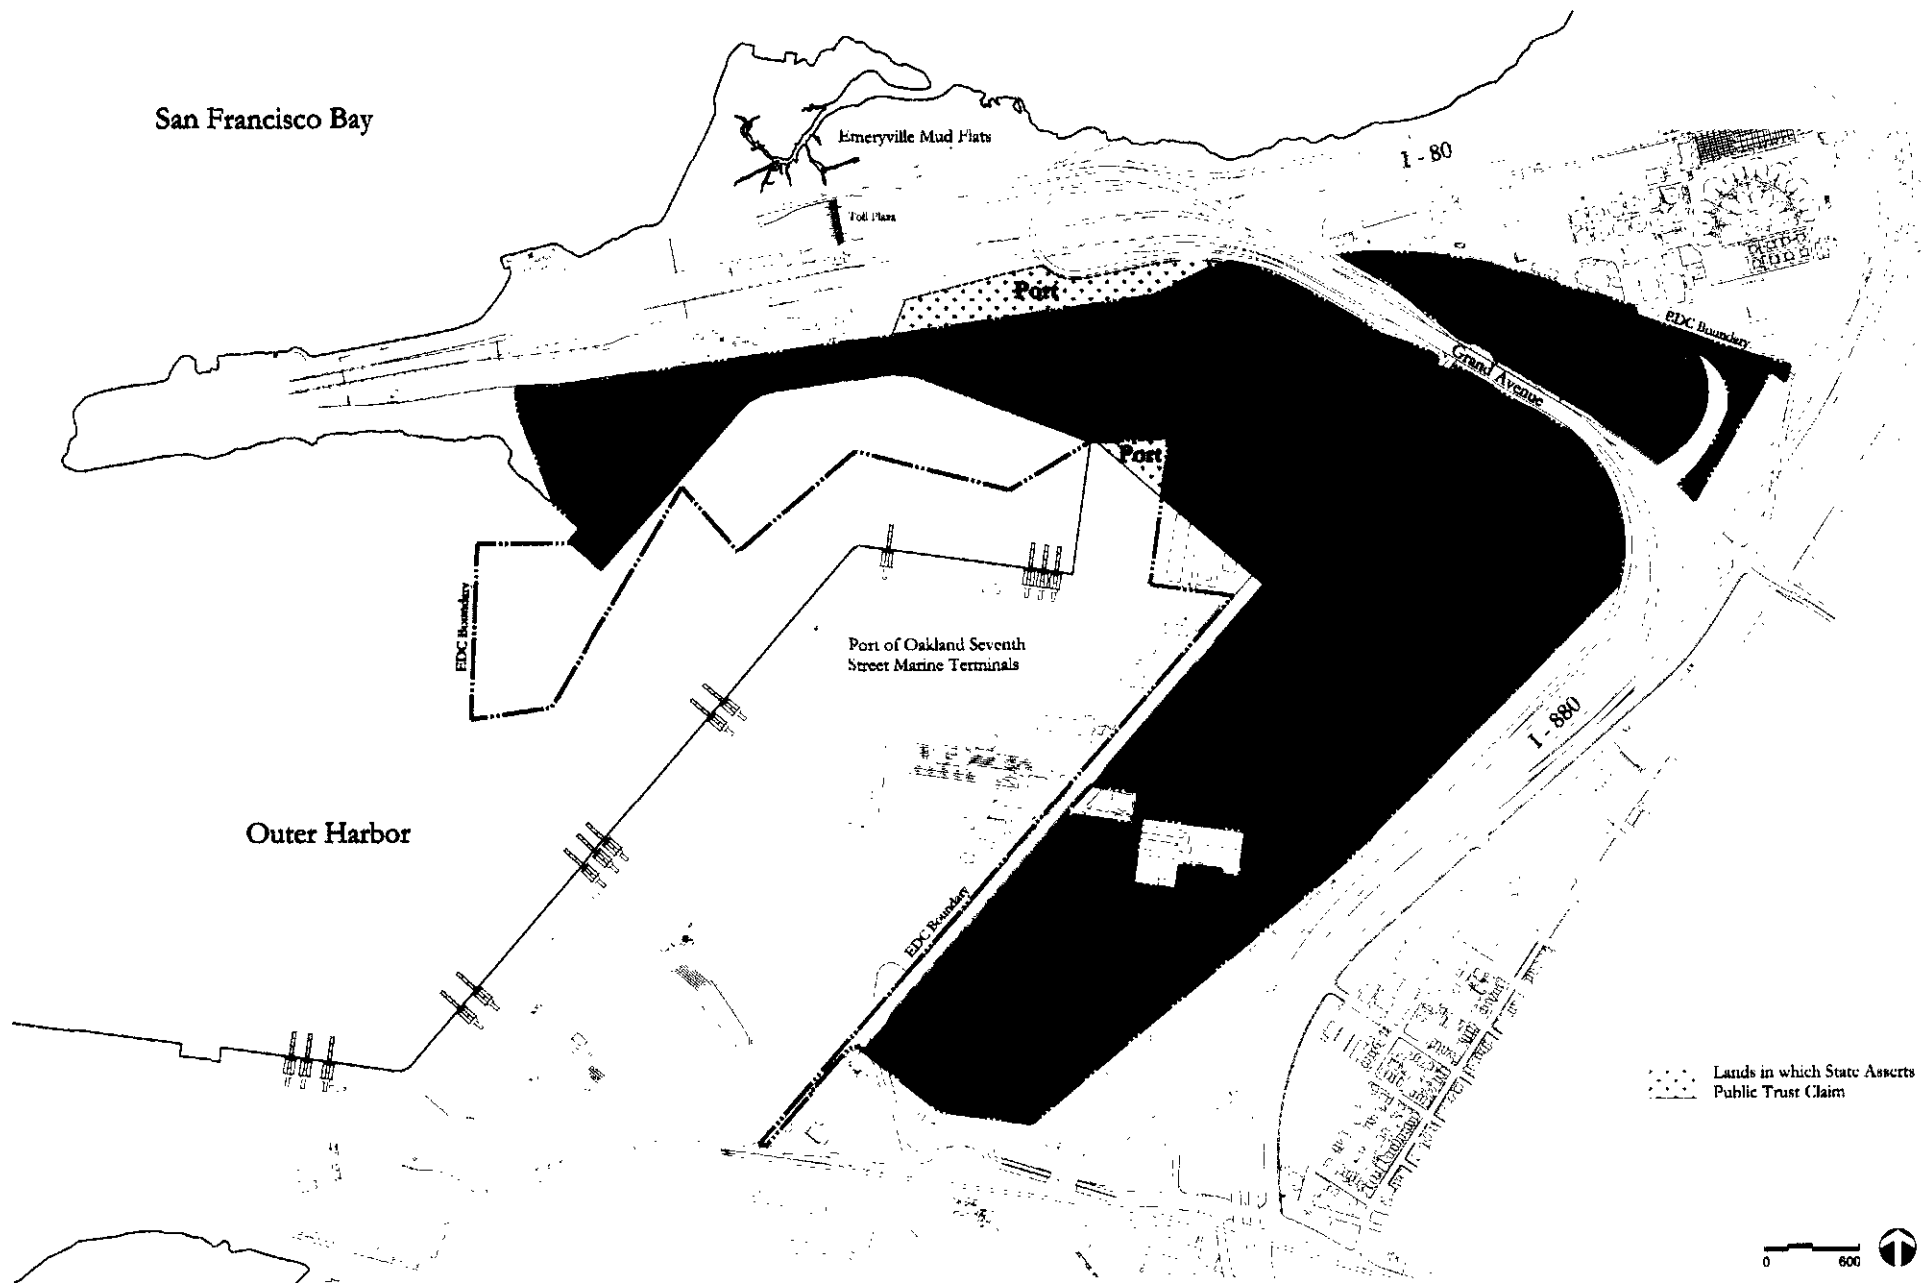 San Francisco Bay
Emeryville Mud Flats
I - 80
Toll Plaza
Port
EDC Boundary
Grand Avenue
Port
EDC Boundary
Port of Oakland Seventh
Street Marine Terminals
I - 880
Outer Harbor
EDC Boundary
Lands in which State Asserts
Public Trust Claim
0 600